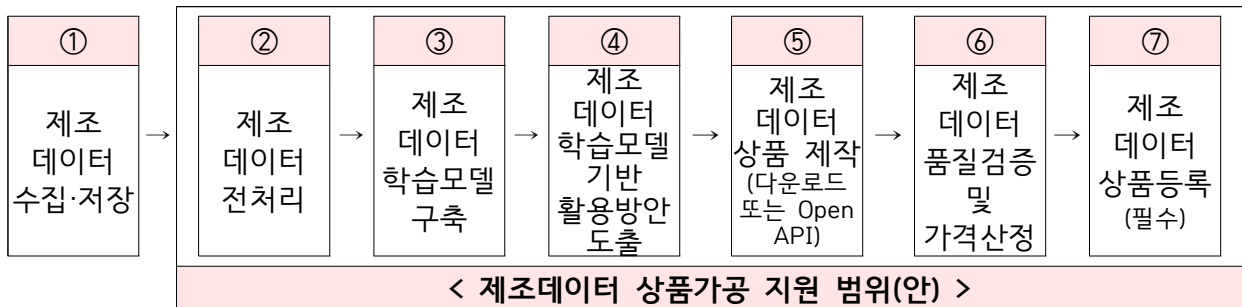 ①
제조
데이터
수집·저장
→
②
제조
데이터
전처리
→
③
제조
데이터
학습모델
구축
→
④
제조
데이터
학습모델
기반
활용방안
도출
→
⑤
제조
데이터
상품 제작
(다운로드
또는 Open
API)
→
⑥
제조
데이터
품질검증
및
가격산정
→
⑦
제조
데이터
상품등록
(필수)
< 제조데이터 상품가공 지원 범위(안) >